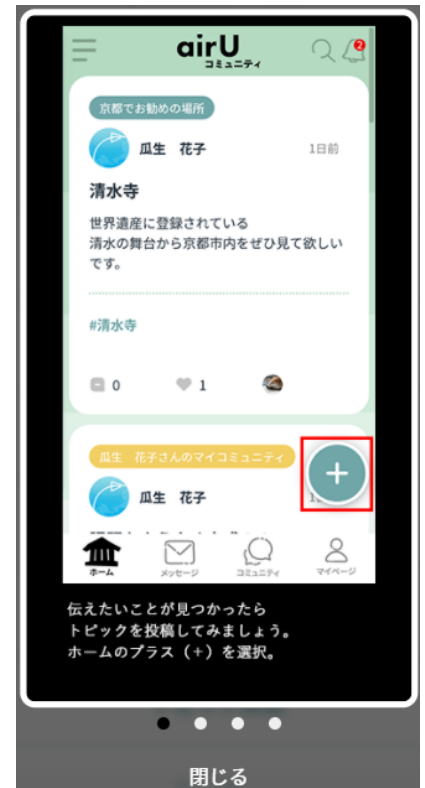 airU
コミュニティ
2
京都でお勧めの場所
瓜生 花子
1日前
清水寺
世界遺産に登録されている
清水の舞台から京都市内をぜひ見て欲しい
です。
#清水寺
0
1
瓜生 花子さんのマイコミュニティ
瓜生 花子
+
ホーム
メッセージ
コミュニティ
マイページ
伝えたいことが見つかったら
トピックを投稿してみましょう。
ホームのプラス（+）を選択。
閉じる